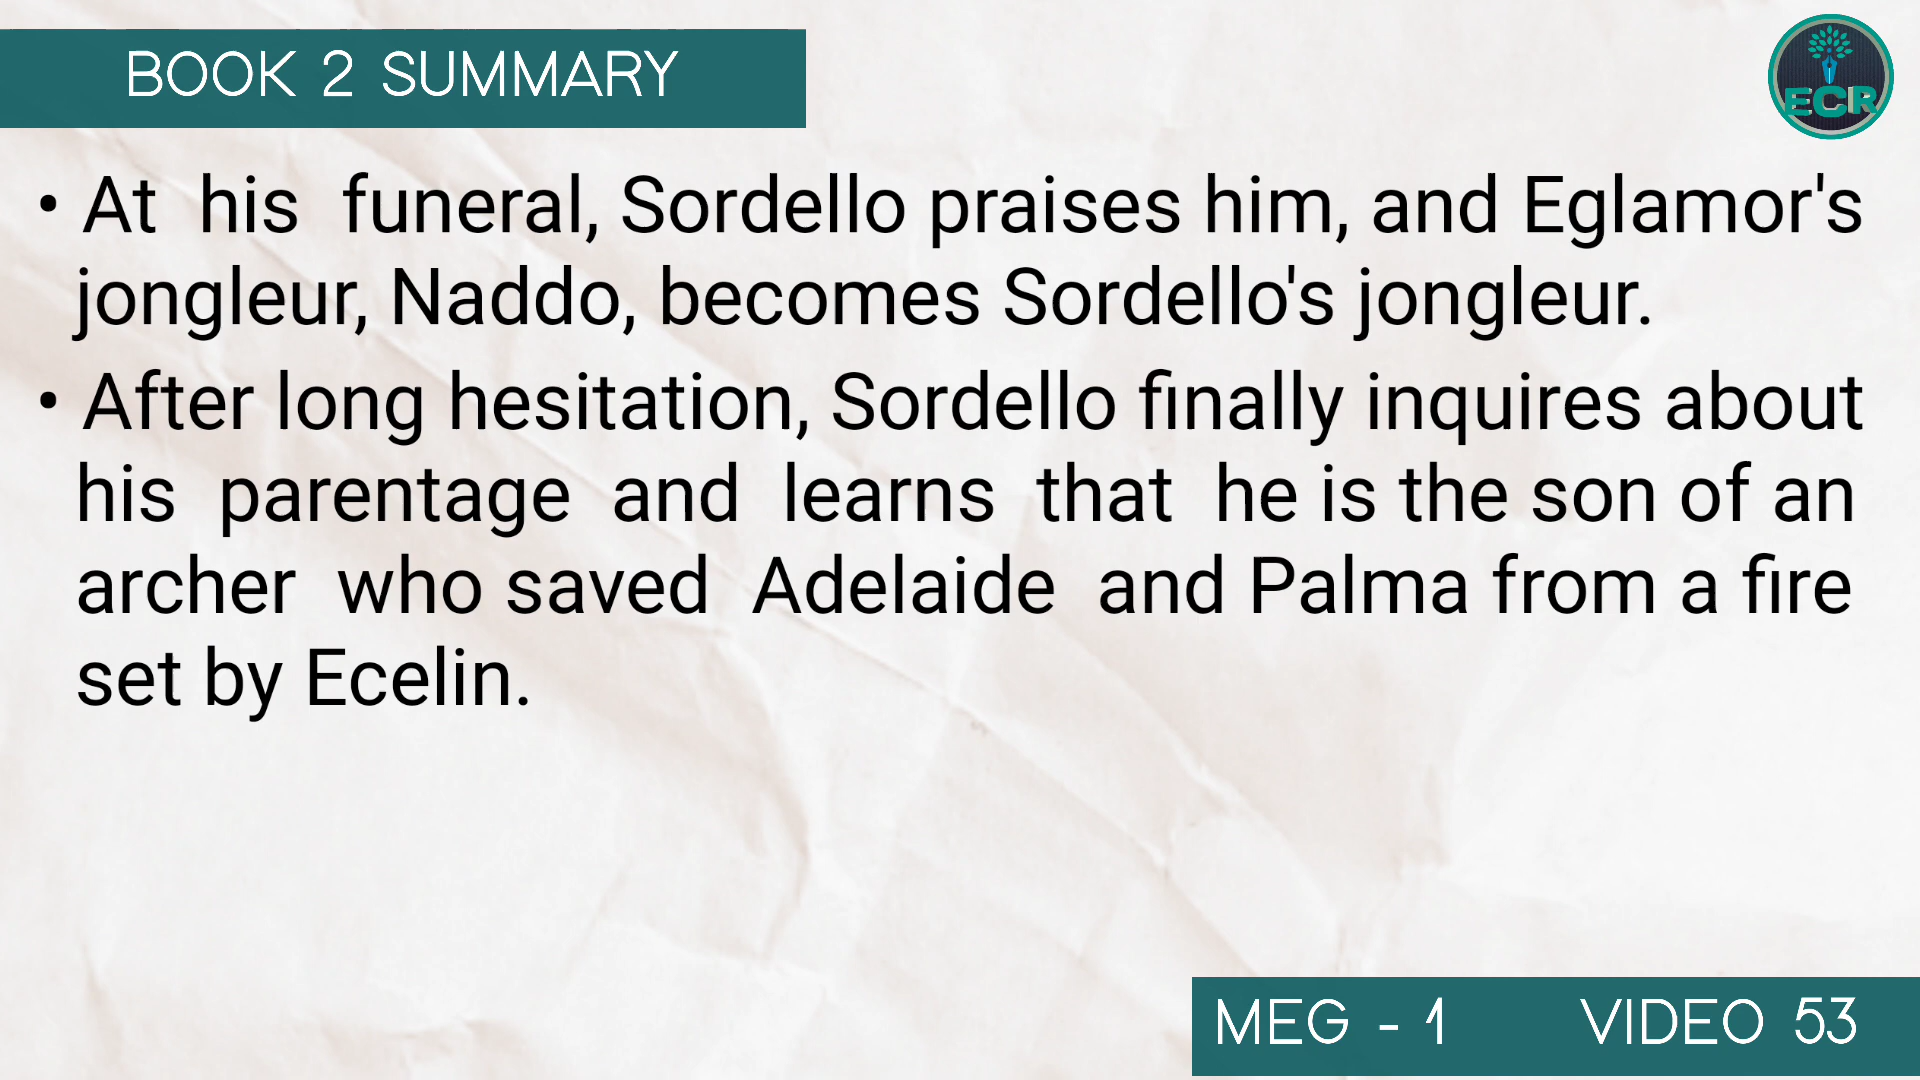 BOOK 2 SUMMARY
ECR
• At his funeral, Sordello praises him, and Eglamor's
jongleur, Naddo, becomes Sordello's jongleur.
• After long hesitation, Sordello finally inquires about
his parentage and learns that he is the son of an
archer who saved Adelaide and Palma from a fire
set by Ecelin.
MEG - 1 VIDEO 53